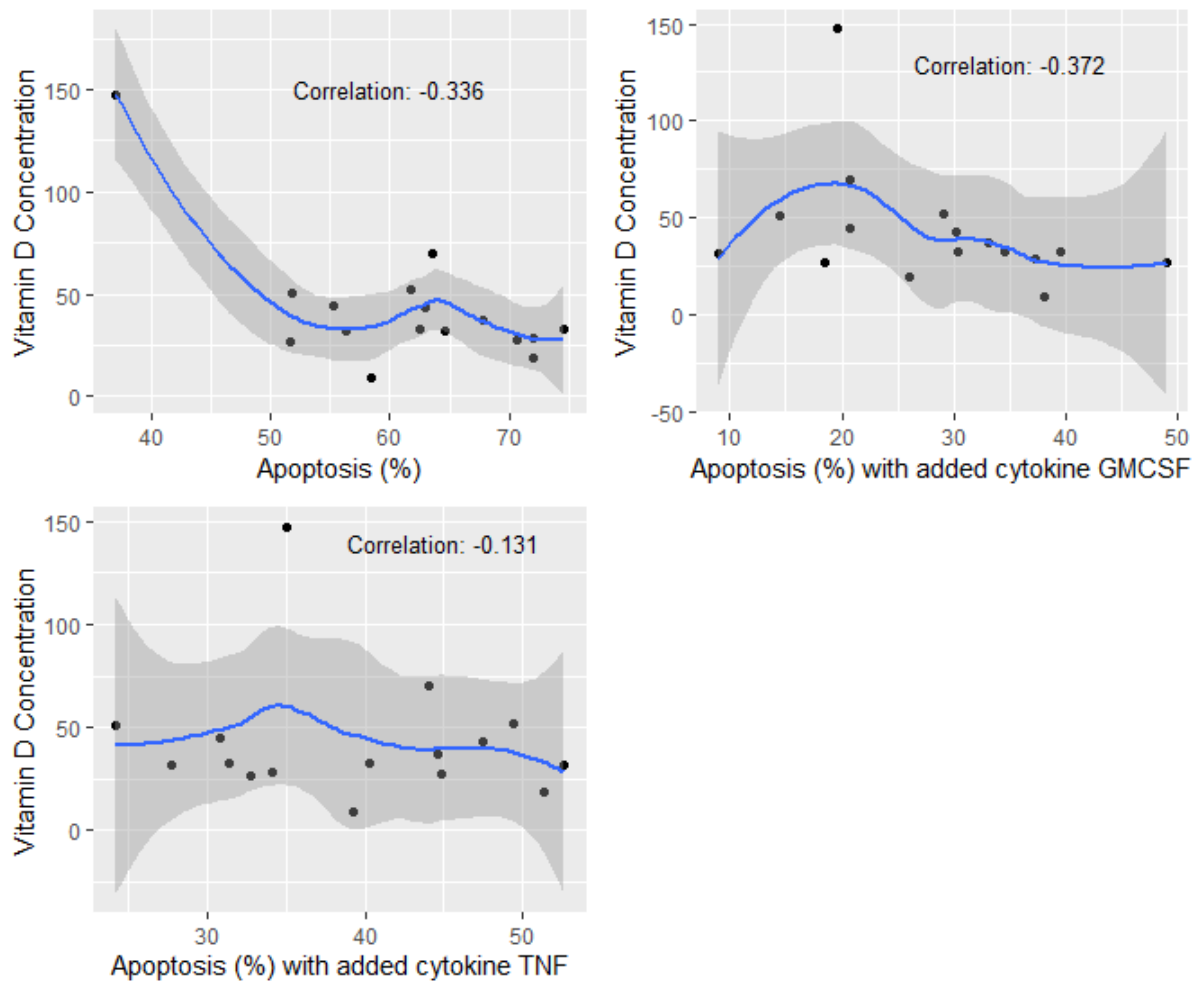 150
100
50
0
Vitamin D Concentration
Correlation: -0.336
40 50 60 70
Apoptosis (%)
150
100
50
0
-50
Vitamin D Concentration
Correlation: -0.372
10 20 30 40 50
Apoptosis (%) with added cytokine GMCSF
150
100
50
0
Vitamin D Concentration
Correlation: -0.131
30 40 50
Apoptosis (%) with added cytokine TNF